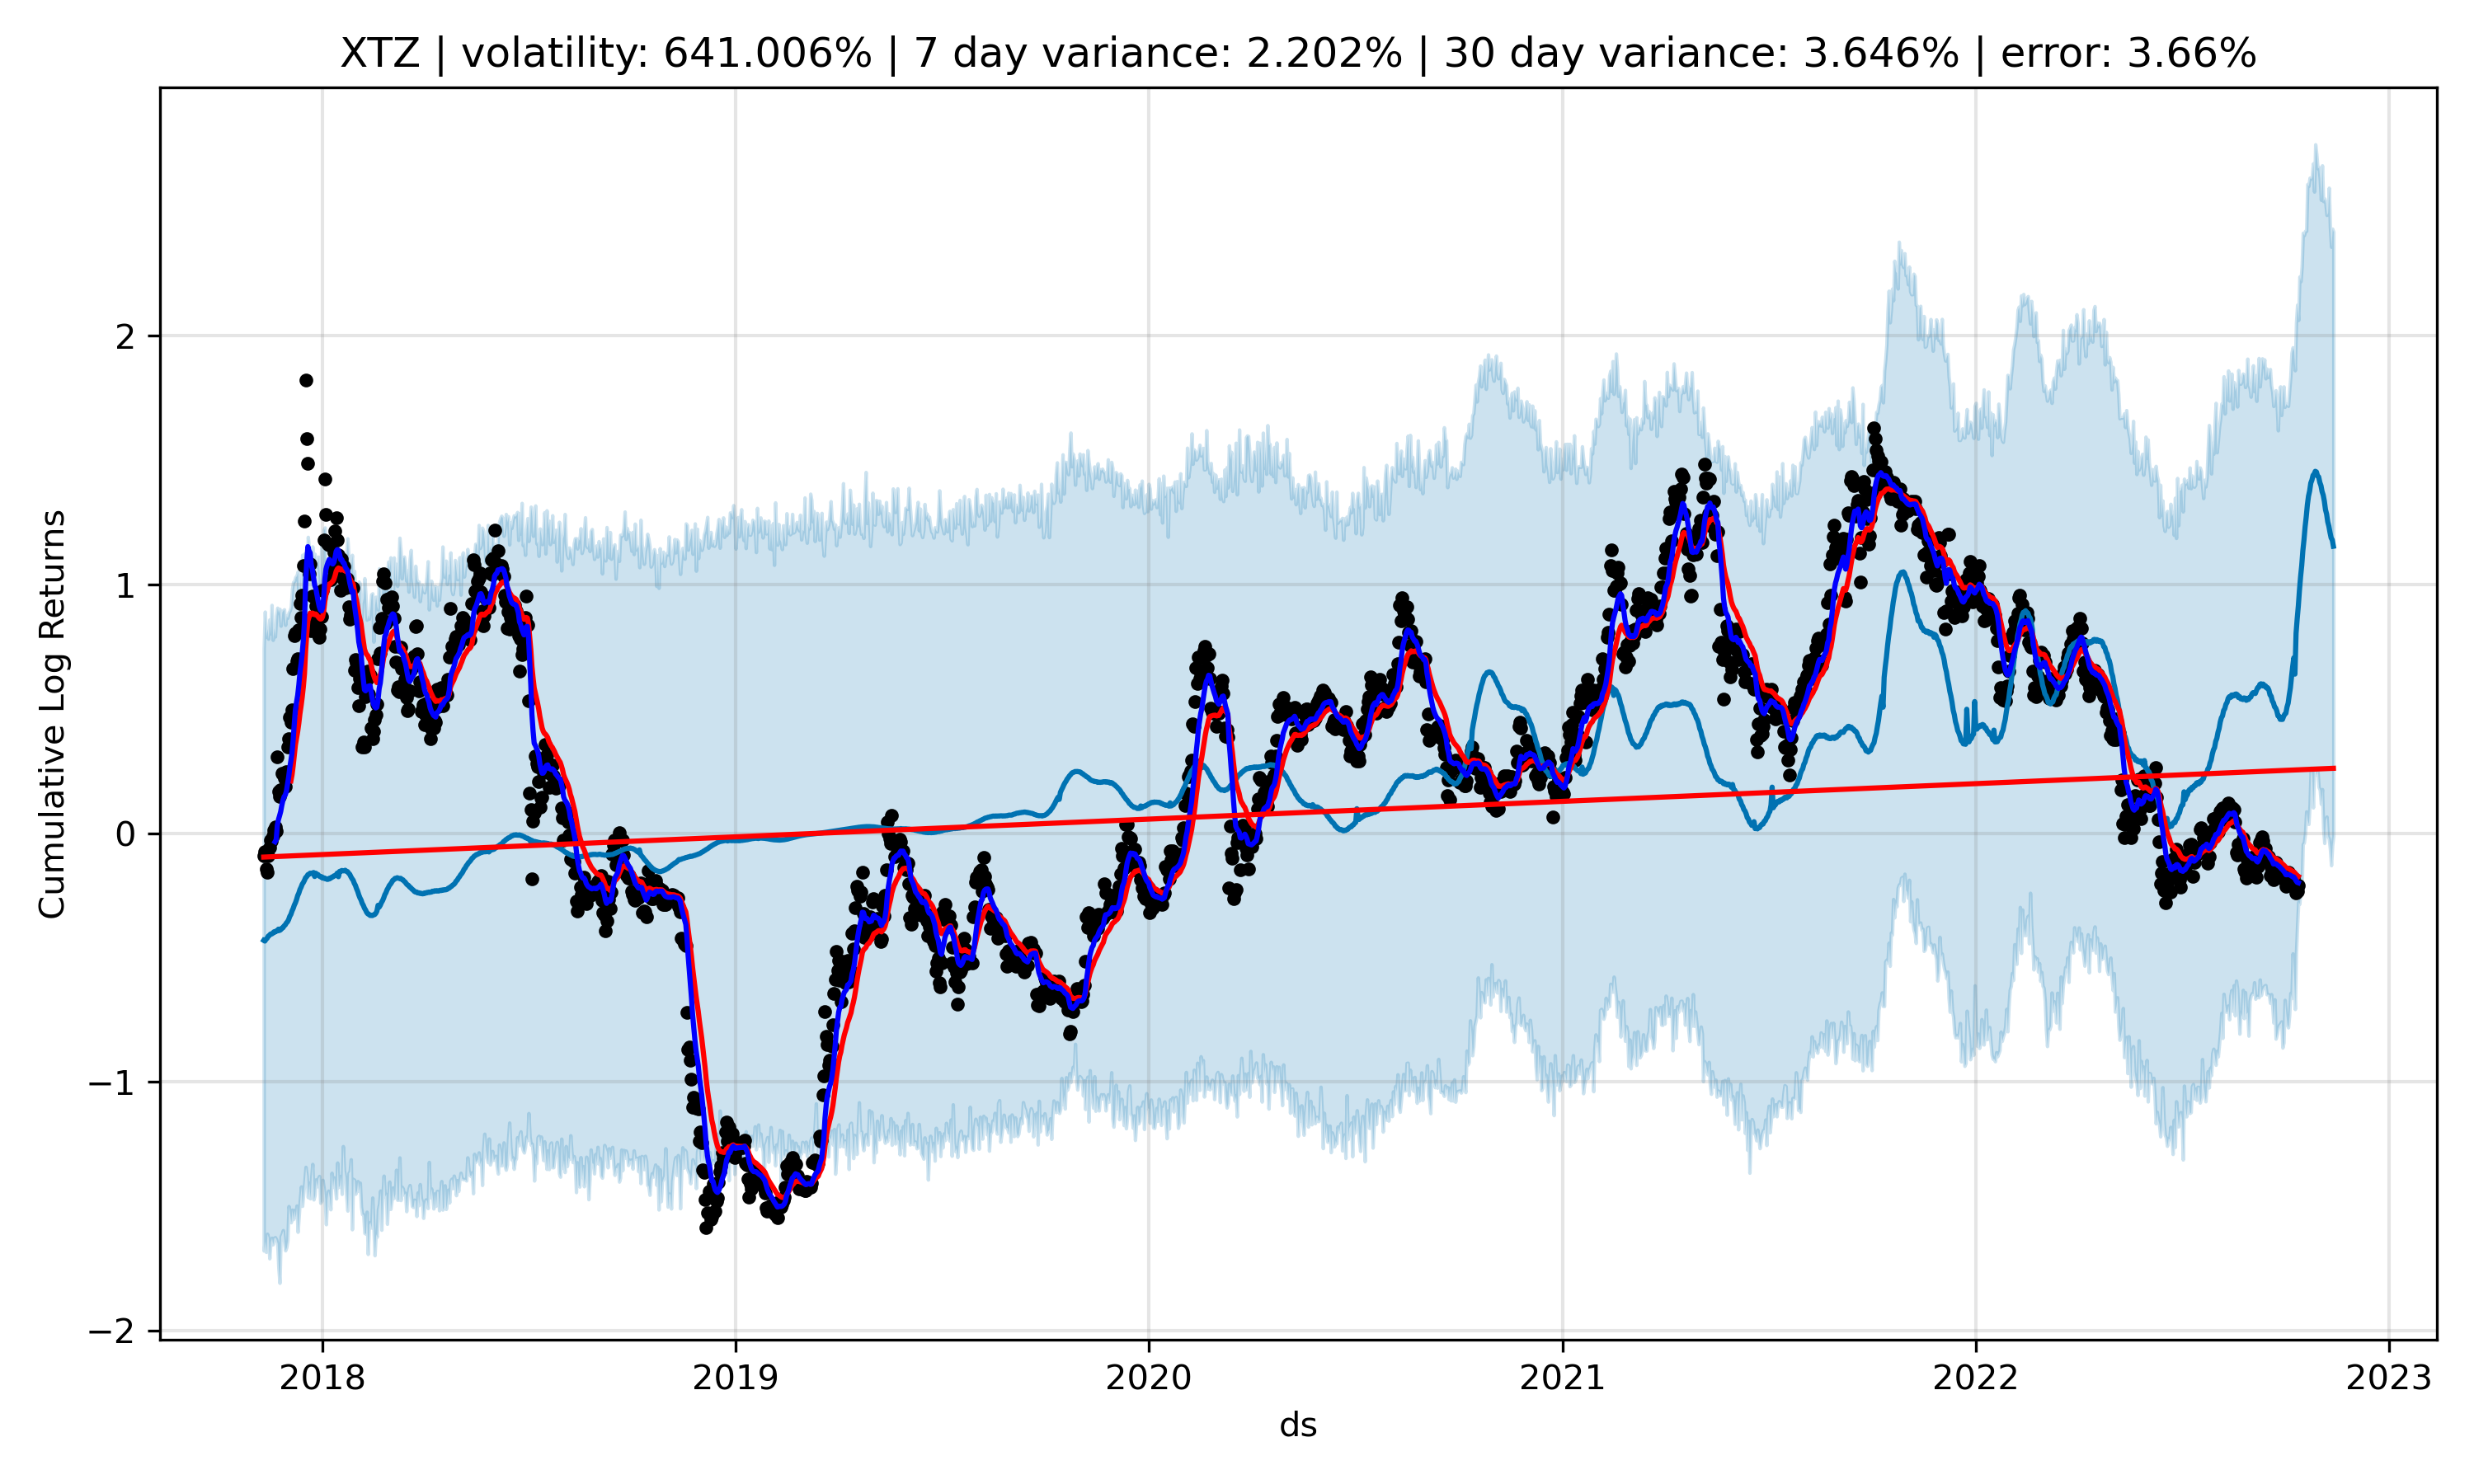 XTZ | volatility: 641.006% | 7 day variance: 2.202% | 30 day variance: 3.646% | error: 3.66%
Cumulative Log Returns
2
1
0
−1
−2
2018 2019 2020 2021 2022 2023
ds